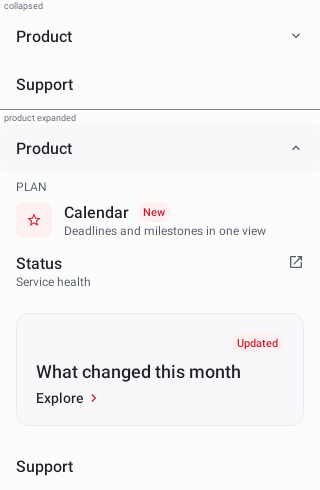 collapsed
Product
Support
product expanded
Product
PLAN
Calendar New
Deadlines and milestones in one view
Status
Service health
Updated
What changed this month
Explore
Support